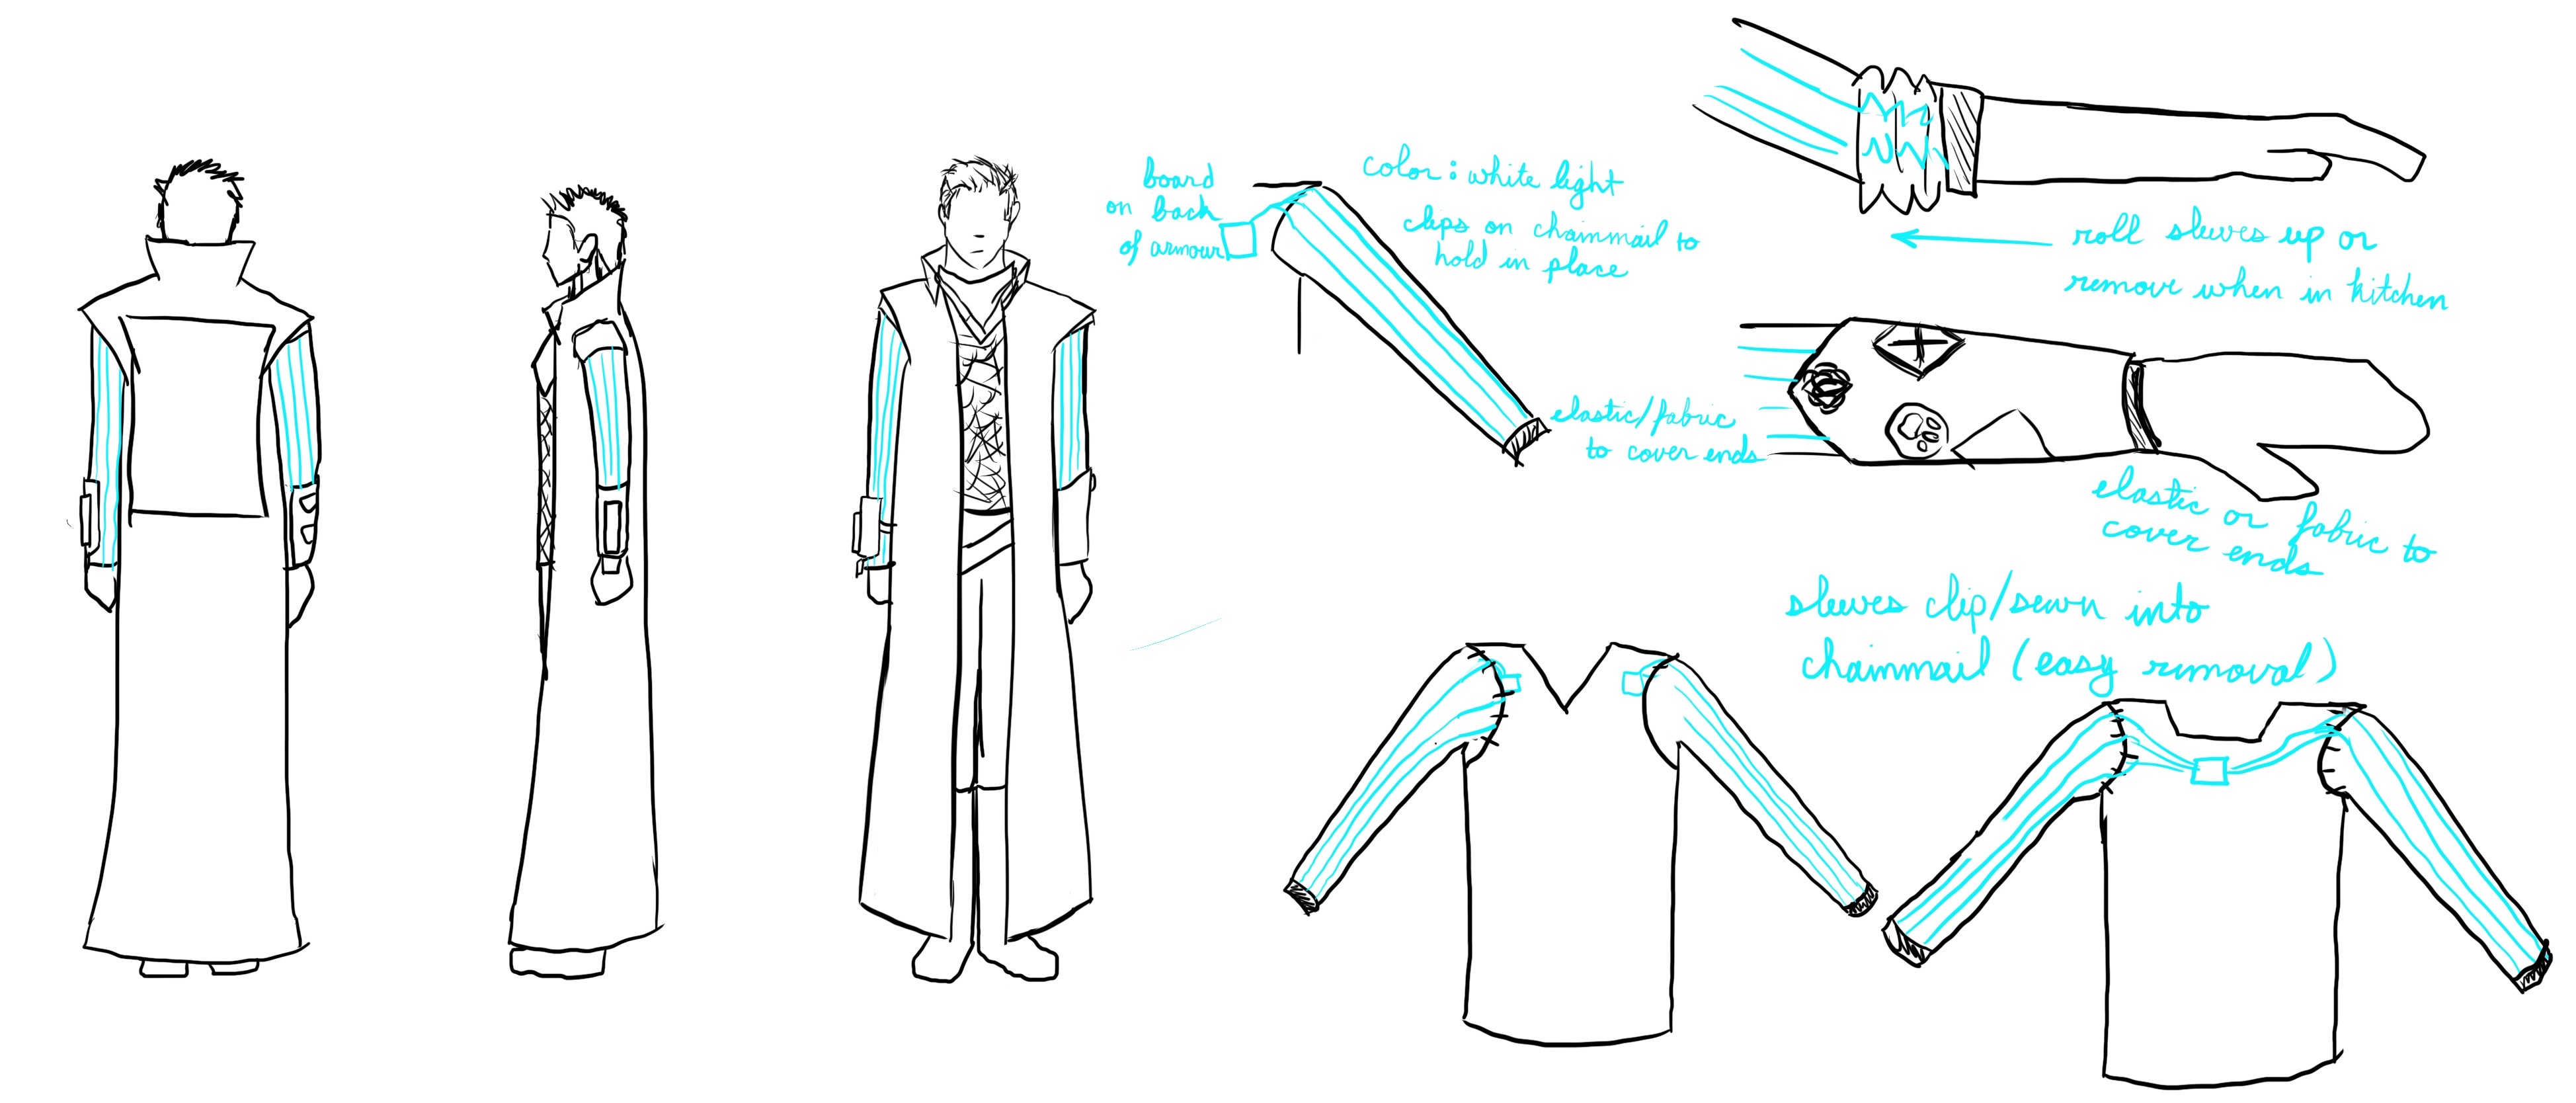 board
on back
of armour
color: white light
clips on chainmail to
hold in place
roll sleeves up or
remove when in kitchen
elastic/fabric
to cover ends
elastic or fabric to
cover ends
sleeves clip/sewn into
chainmail (easy removal)